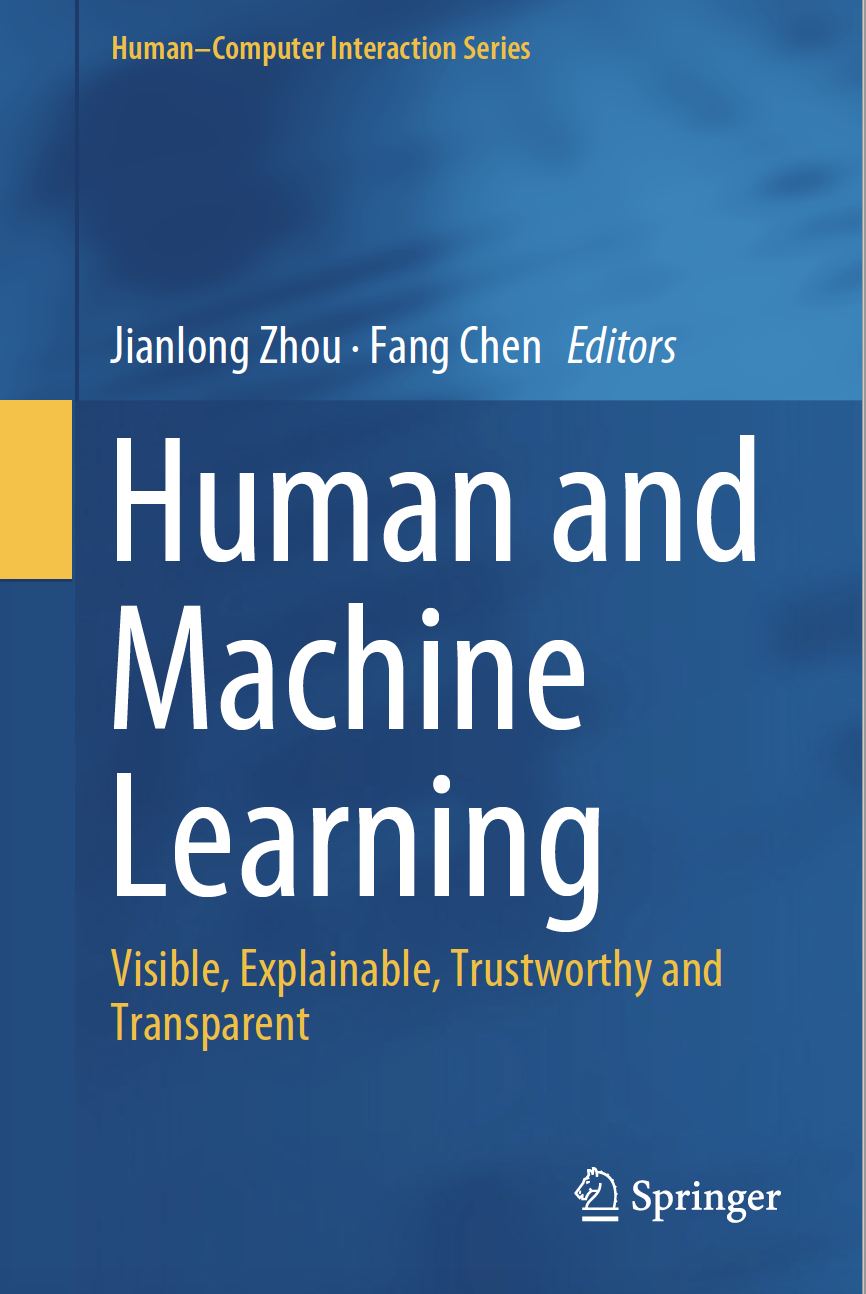 Human–Computer Interaction Series
Jianlong Zhou · Fang Chen Editors
Human and
Machine
Learning
Visible, Explainable, Trustworthy and
Transparent
Springer